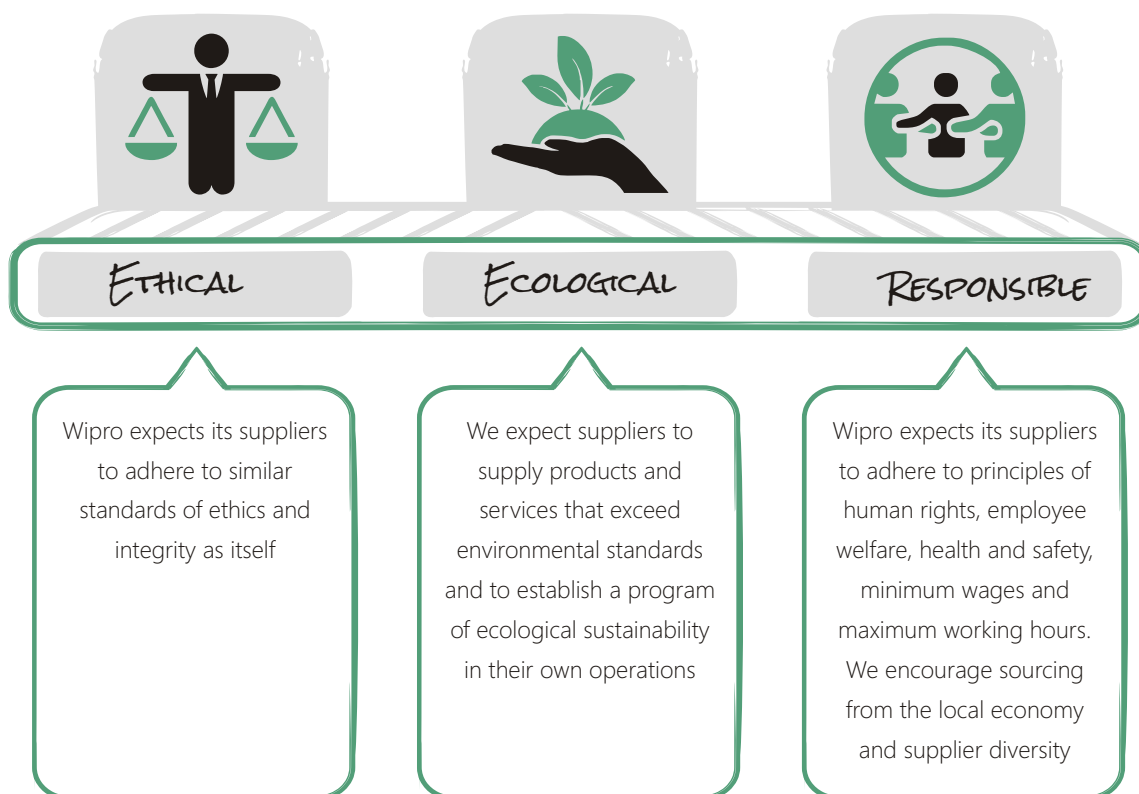 ETHICAL
ECOLOGICAL
RESPONSIBLE
Wipro expects its suppliers
to adhere to similar
standards of ethics and
integrity as itself
We expect suppliers to
supply products and
services that exceed
environmental standards
and to establish a program
of ecological sustainability
in their own operations
Wipro expects its suppliers
to adhere to principles of
human rights, employee
welfare, health and safety,
minimum wages and
maximum working hours.
We encourage sourcing
from the local economy
and supplier diversity